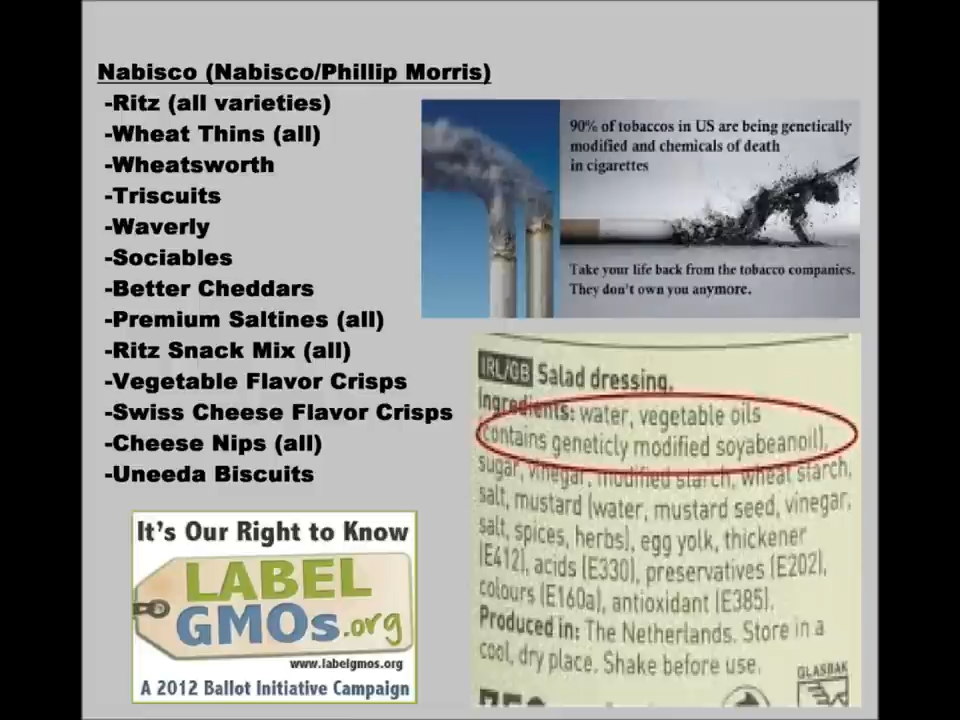 Nabisco (Nabisco/Phillip Morris)
-Ritz (all varieties)
-Wheat Thins (all)
-Wheatsworth
-Triscuits
-Waverly
-Sociables
-Better Cheddars
-Premium Saltines (all)
-Ritz Snack Mix (all)
-Vegetable Flavor Crisps
-Swiss Cheese Flavor Crisps
-Cheese Nips (all)
-Uneeda Biscuits
90% of tobaccos in US are being genetically
modified and chemicals of death
in cigarettes
Take your life back from the tobacco companies.
They don't own you anymore.
IRL/GB Salad dressing.
Ingredients: water, vegetable oils
(contains geneticly modified soyabeanoil),
sugar, vinegar, modified starch, wheat starch,
salt, mustard (water, mustard seed, vinegar,
salt, spices, herbs), egg yolk, thickener
(E412), acids (E330), preservatives (E202),
colours (E160a), antioxidant (E385).
Produced in: The Netherlands. Store in a
cool, dry place. Shake before use.
GLASBAK
It's Our Right to Know
LABEL
GMOs.org
www.labelgmos.org
A 2012 Ballot Initiative Campaign